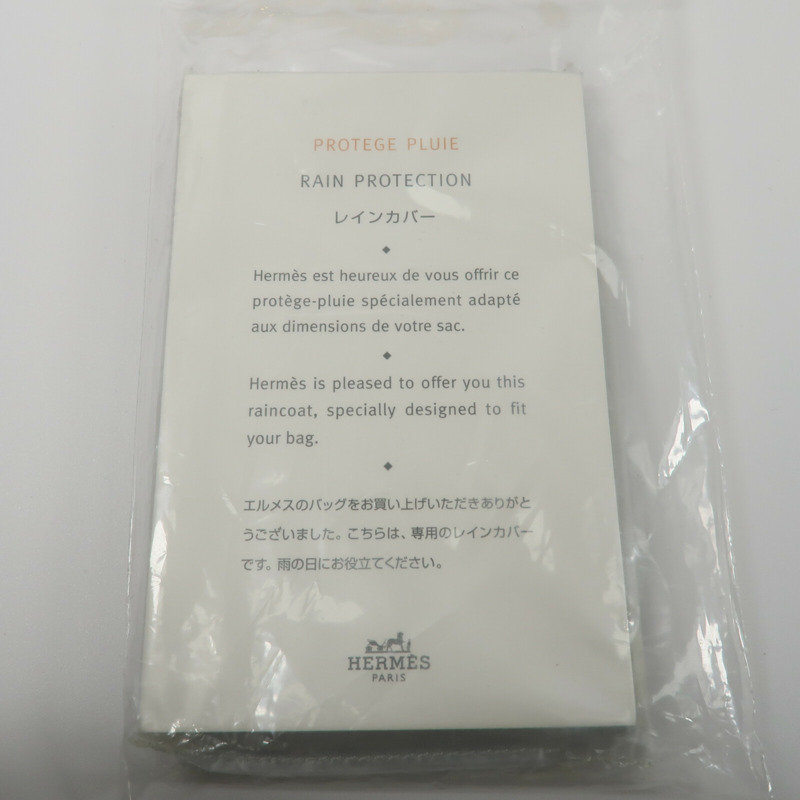 PROTEGE PLUIE
RAIN PROTECTION
レインカバー
Hermès est heureux de vous offrir ce
protège-pluie spécialement adapté
aux dimensions de votre sac.
Hermès is pleased to offer you this
raincoat, specially designed to fit
your bag.
エルメスのバッグをお買い上げいただきありがと
うございました。こちらは、専用のレインカバー
です。雨の日にお役立てください。
HERMÈS
PARIS